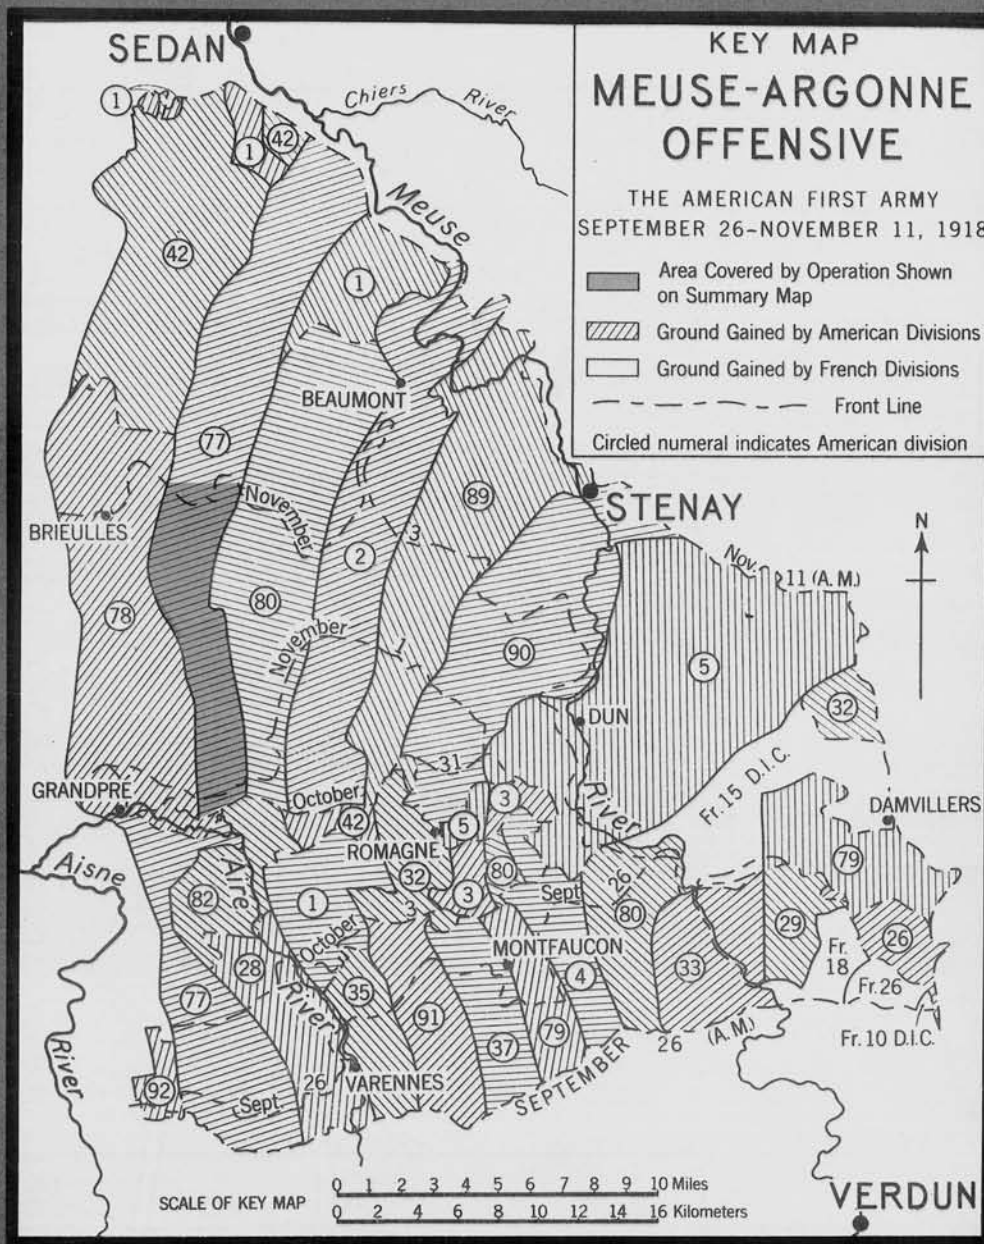 KEY MAP
MEUSE-ARGONNE
OFFENSIVE
THE AMERICAN FIRST ARMY
SEPTEMBER 26-NOVEMBER 11, 1918
Area Covered by Operation Shown
on Summary Map
Ground Gained by American Divisions
Ground Gained by French Divisions
Front Line
Circled numeral indicates American division
SEDAN
Chiers River
1
1
42
Meuse
42
1
BEAUMONT
77
89
STENAY
N
BRIEULLES
November
3
2
Nov.
11 (A.M.)
78
80
November
1
90
5
32
DUN
31
GRANDPRÉ
October
42
3
River
Fr. 15 D.I.C.
DAMVILLERS
ROMAGNE
5
Aisne
Aire
32
80
26
79
82
1
3
3
Sept.
80
29
October
MONTFAUCON
33
Fr.
18
26
28
4
77
River
35
91
Fr. 26
37
79
SEPTEMBER
26
(A.M.)
Fr. 10 D.I.C.
River
92
Sept.
26
VARENNES
SCALE OF KEY MAP
0 1 2 3 4 5 6 7 8 9 10 Miles
0 2 4 6 8 10 12 14 16 Kilometers
VERDUN